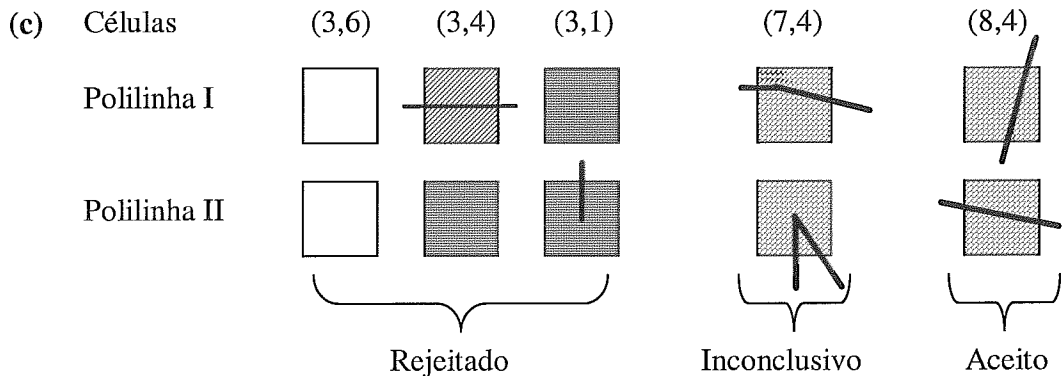 (c) Células (3,6) (3,4) (3,1) (7,4) (8,4)
Polilinha I
Polilinha II
Rejeitado Inconclusivo Aceito